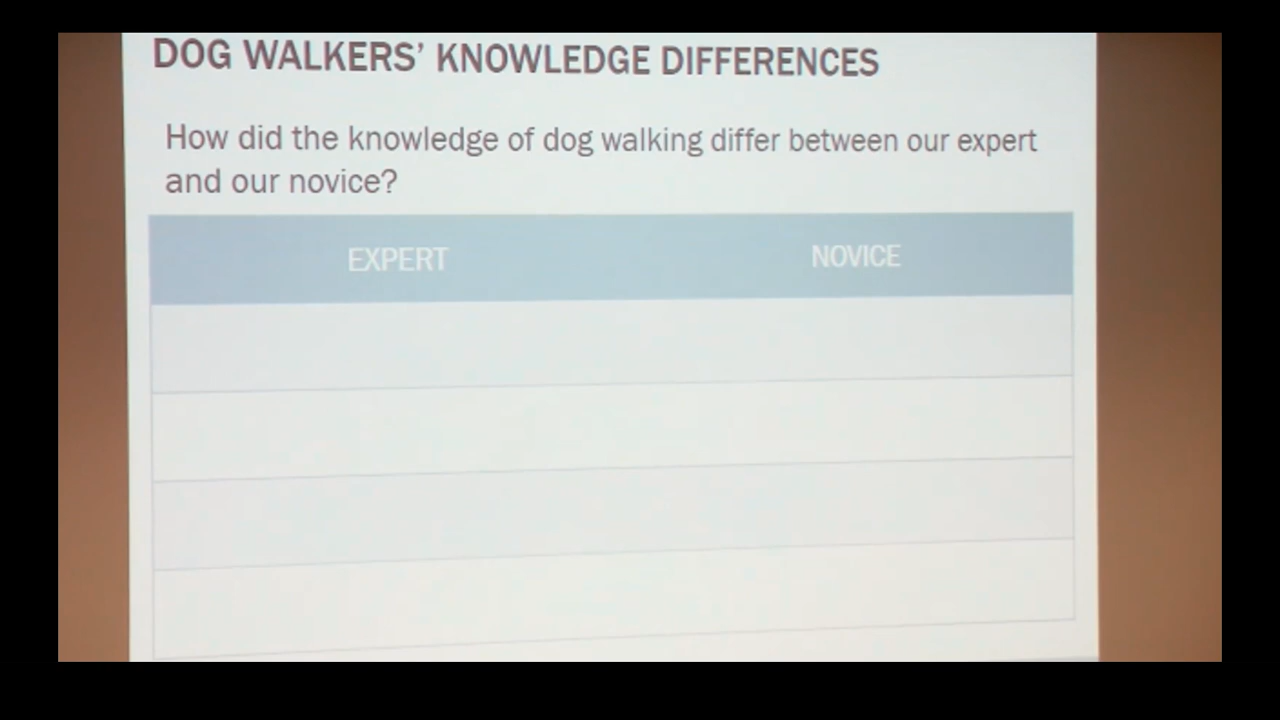 DOG WALKERS’ KNOWLEDGE DIFFERENCES
How did the knowledge of dog walking differ between our expert
and our novice?
EXPERT NOVICE